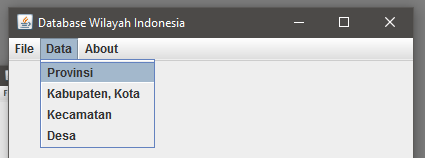 Database Wilayah Indonesia
File Data About
Provinsi
Kabupaten, Kota
Kecamatan
Desa